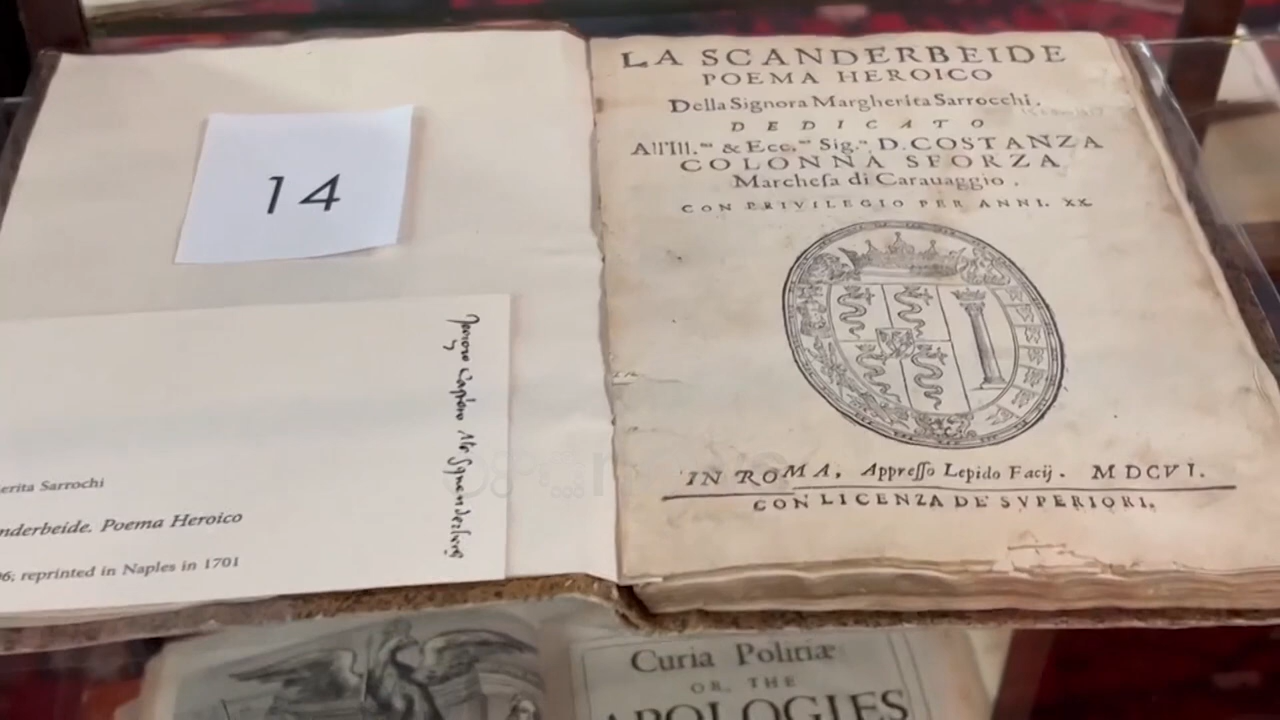 14
erita Sarrochi
nderbeide. Poema Heroico
06; reprinted in Naples in 1701
LA SCANDERBEIDE
POEMA HEROICO
Della Signora Margherita Sarrocchi.
DEDICATO
All'Ill.ma & Ecc.ma Sig.ra D. COSTANZA
COLONNA SFORZA
Marchesa di Carauaggio.
CON PRIVILEGIO PER ANNI. XX.
IN ROMA, Appresso Lepido Facij. MDCVI.
CON LICENZA DE' SVPERIORI.
Curia Politiæ
OR, THE
APOLOGIES